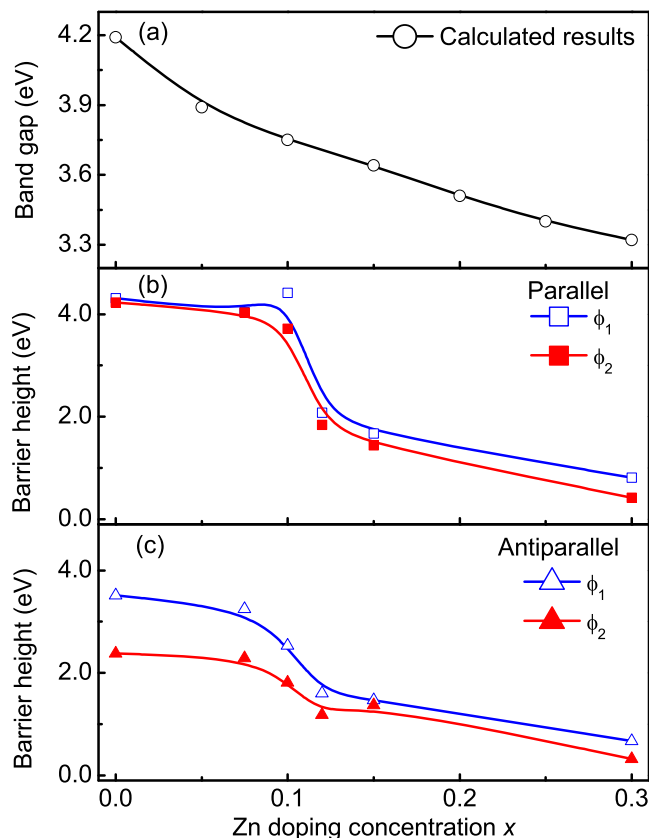 (a)
Calculated results
4.2
3.9
3.6
3.3
Band gap (eV)
(b)
Parallel
ϕ1
ϕ2
4.0
2.0
0.0
Barrier height (eV)
(c)
Antiparallel
ϕ1
ϕ2
4.0
2.0
0.0
Barrier height (eV)
0.0 0.1 0.2 0.3
Zn doping concentration x